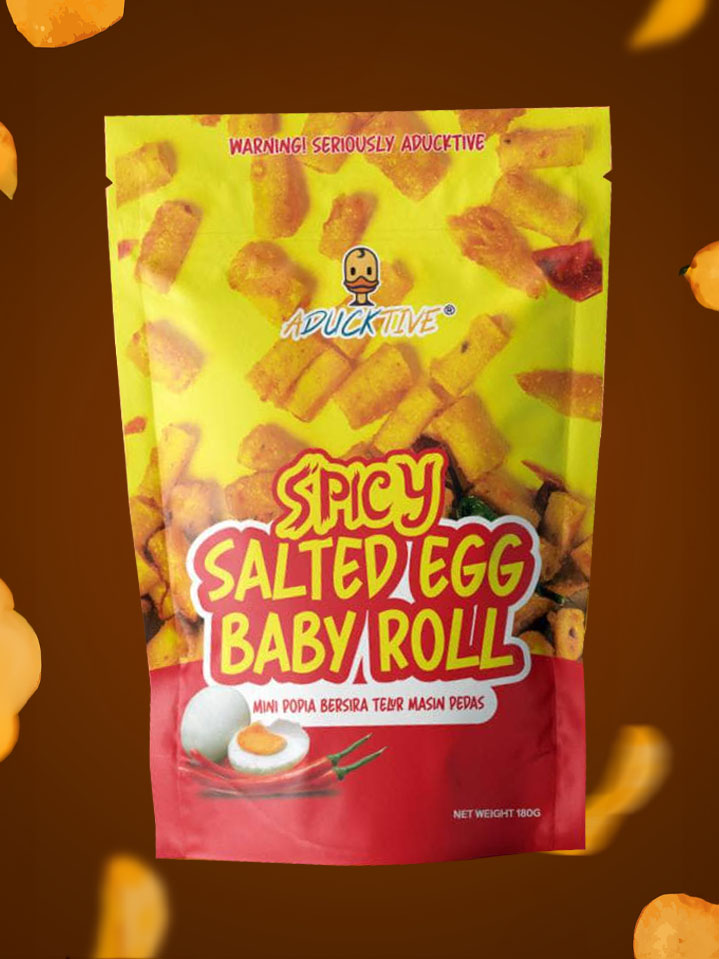 WARNING! SERIOUSLY ADUCKTIVE
ADUCKTIVE®
SPICY
SALTED EGG
BABY ROLL
MINI POPIA BERSIRA TELUR MASIN PEDAS
NET WEIGHT 180G